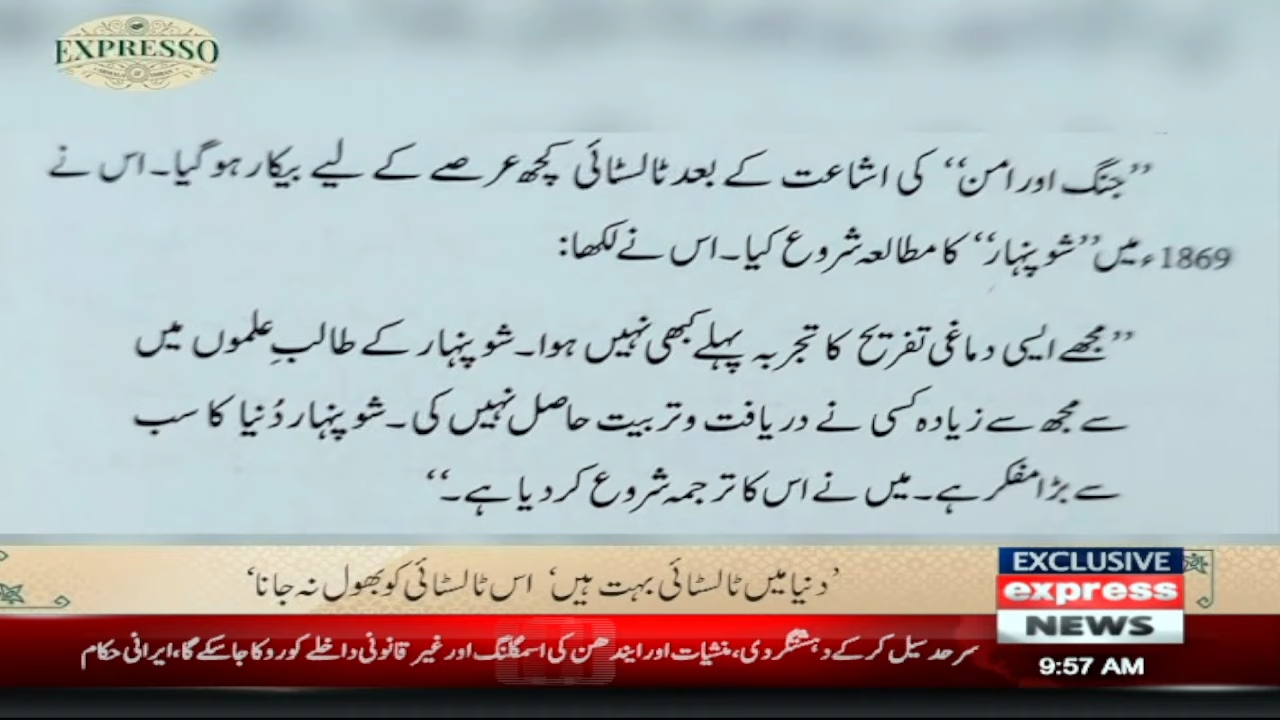 EXPRESSO
”جنگ اور امن“ کی اشاعت کے بعد ٹالسٹائی کچھ عرصے کے لیے بیکار ہو گیا۔ اس نے
1869ء میں ”شوپنہار“ کا مطالعہ شروع کیا۔ اس نے لکھا:
”مجھے ایسی دماغی تفریح کا تجربہ پہلے کبھی نہیں ہوا۔ شوپنہار کے طالبِ علموں میں
سے مجھ سے زیادہ کسی نے دریافت و تربیت حاصل نہیں کی۔ شوپنہار دُنیا کا سب
سے بڑا مفکر ہے۔ میں نے اس کا ترجمہ شروع کر دیا ہے۔“
’دنیا میں ٹالسٹائی بہت ہیں‘ اس ٹالسٹائی کو بھول نہ جانا‘
EXCLUSIVE
express
NEWS
سرحد سیل کر کے دہشتگردی، منشیات اور ایندھن کی اسمگلنگ اور غیر قانونی داخلے کو روکا جا سکے گا، ایرانی حکام
9:57 AM